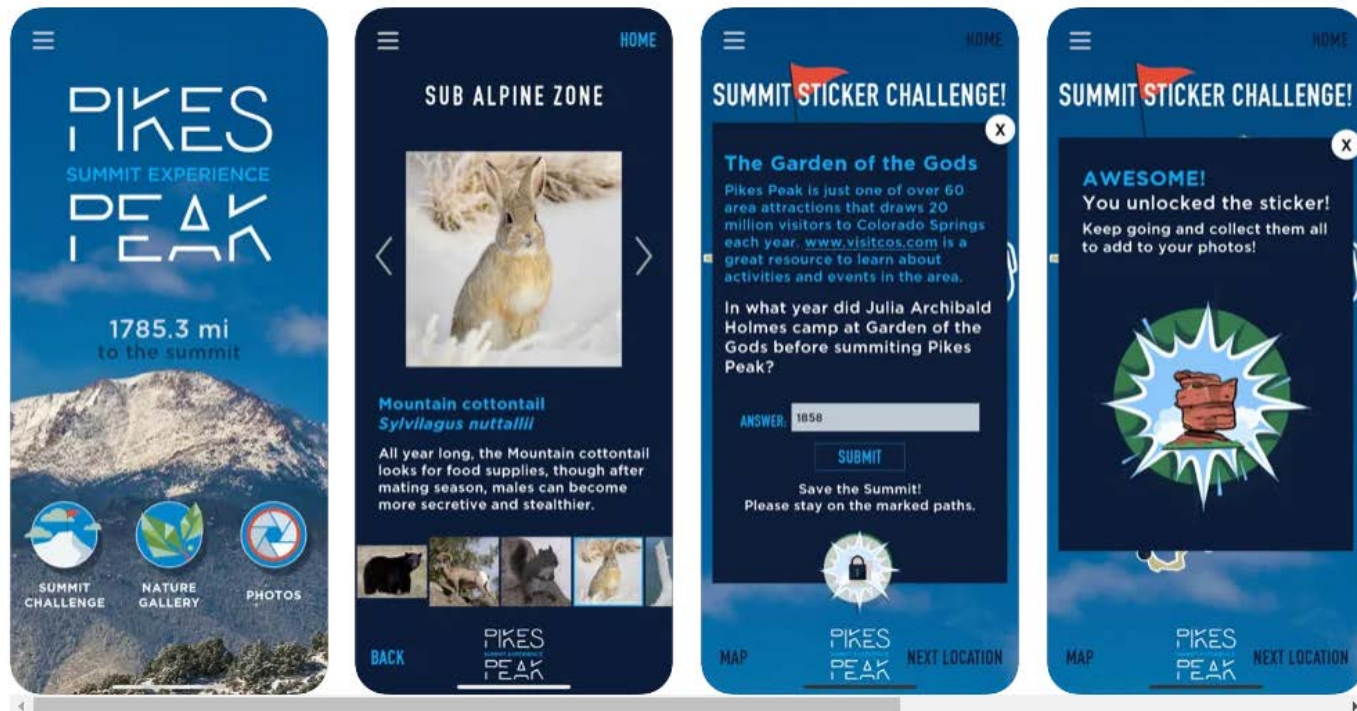 PIKES
SUMMIT EXPERIENCE
PEAK
1785.3 mi
to the summit
SUMMIT
CHALLENGE
NATURE
GALLERY
PHOTOS
HOME
SUB ALPINE ZONE
Mountain cottontail
Sylvilagus nuttallii
All year long, the Mountain cottontail
looks for food supplies, though after
mating season, males can become
more secretive and stealthier.
BACK
PIKES
SUMMIT EXPERIENCE
PEAK
HOME
SUMMIT STICKER CHALLENGE!
X
The Garden of the Gods
Pikes Peak is just one of over 60
area attractions that draws 20
million visitors to Colorado Springs
each year. www.visitcos.com is a
great resource to learn about
activities and events in the area.
In what year did Julia Archibald
Holmes camp at Garden of the
Gods before summiting Pikes
Peak?
ANSWER: 1858
SUBMIT
Save the Summit!
Please stay on the marked paths.
MAP
PIKES
SUMMIT EXPERIENCE
PEAK
NEXT LOCATION
HOME
SUMMIT STICKER CHALLENGE!
X
AWESOME!
You unlocked the sticker!
Keep going and collect them all
to add to your photos!
MAP
PIKES
SUMMIT EXPERIENCE
PEAK
NEXT LOCATION